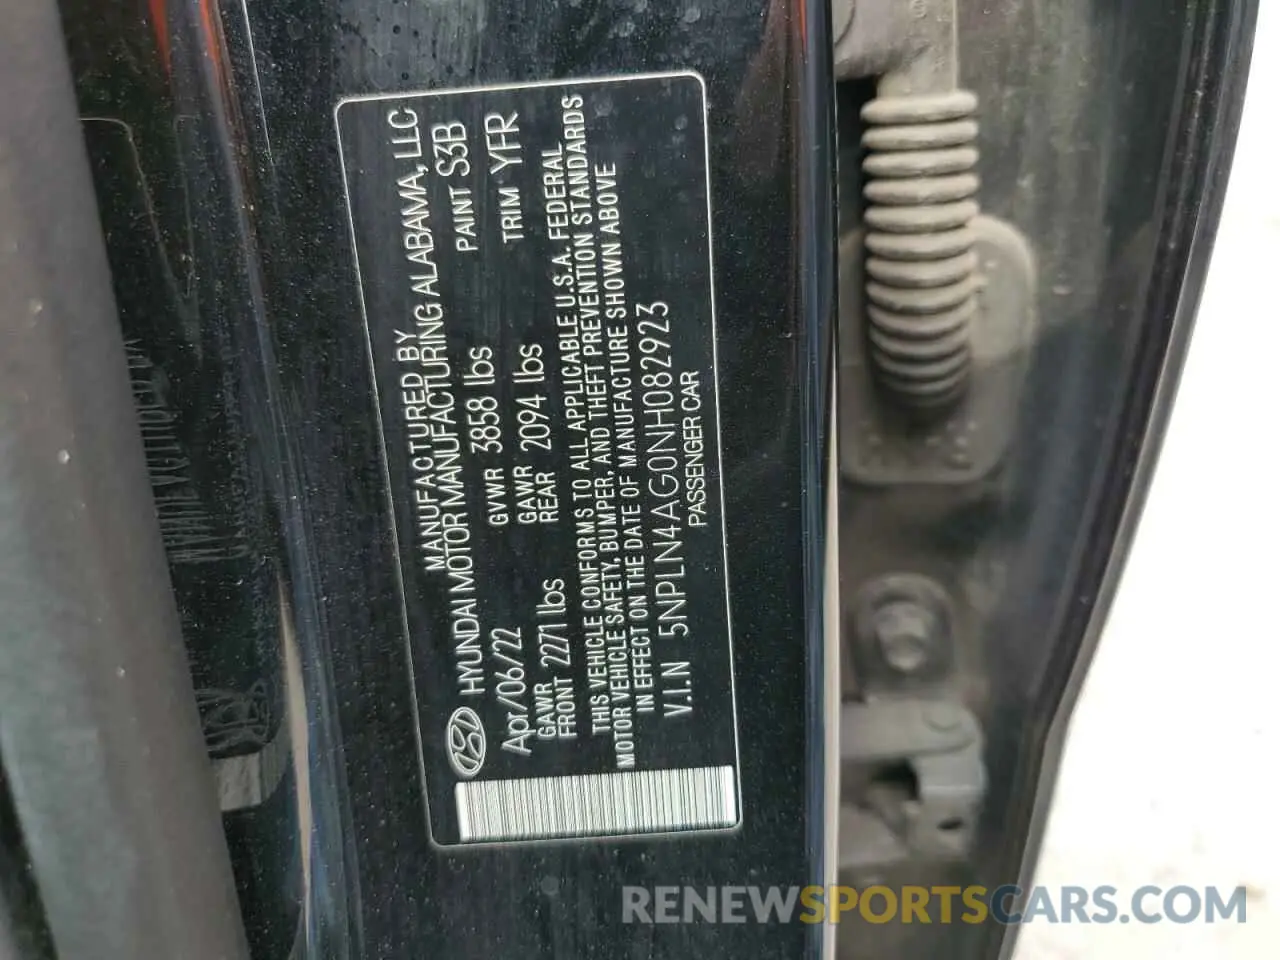 MANUFACTURED BY
HYUNDAI MOTOR MANUFACTURING ALABAMA, LLC
Apr/06/22 GVWR 3858 lbs PAINT S3B
GAWR FRONT 2271 lbs GAWR REAR 2094 lbs TRIM YFR
THIS VEHICLE CONFORMS TO ALL APPLICABLE U.S.A. FEDERAL
MOTOR VEHICLE SAFETY, BUMPER, AND THEFT PREVENTION STANDARDS
IN EFFECT ON THE DATE OF MANUFACTURE SHOWN ABOVE
V.I.N 5NPLN4AG0NH082923
PASSENGER CAR
RENEWSPORTSCARS.COM